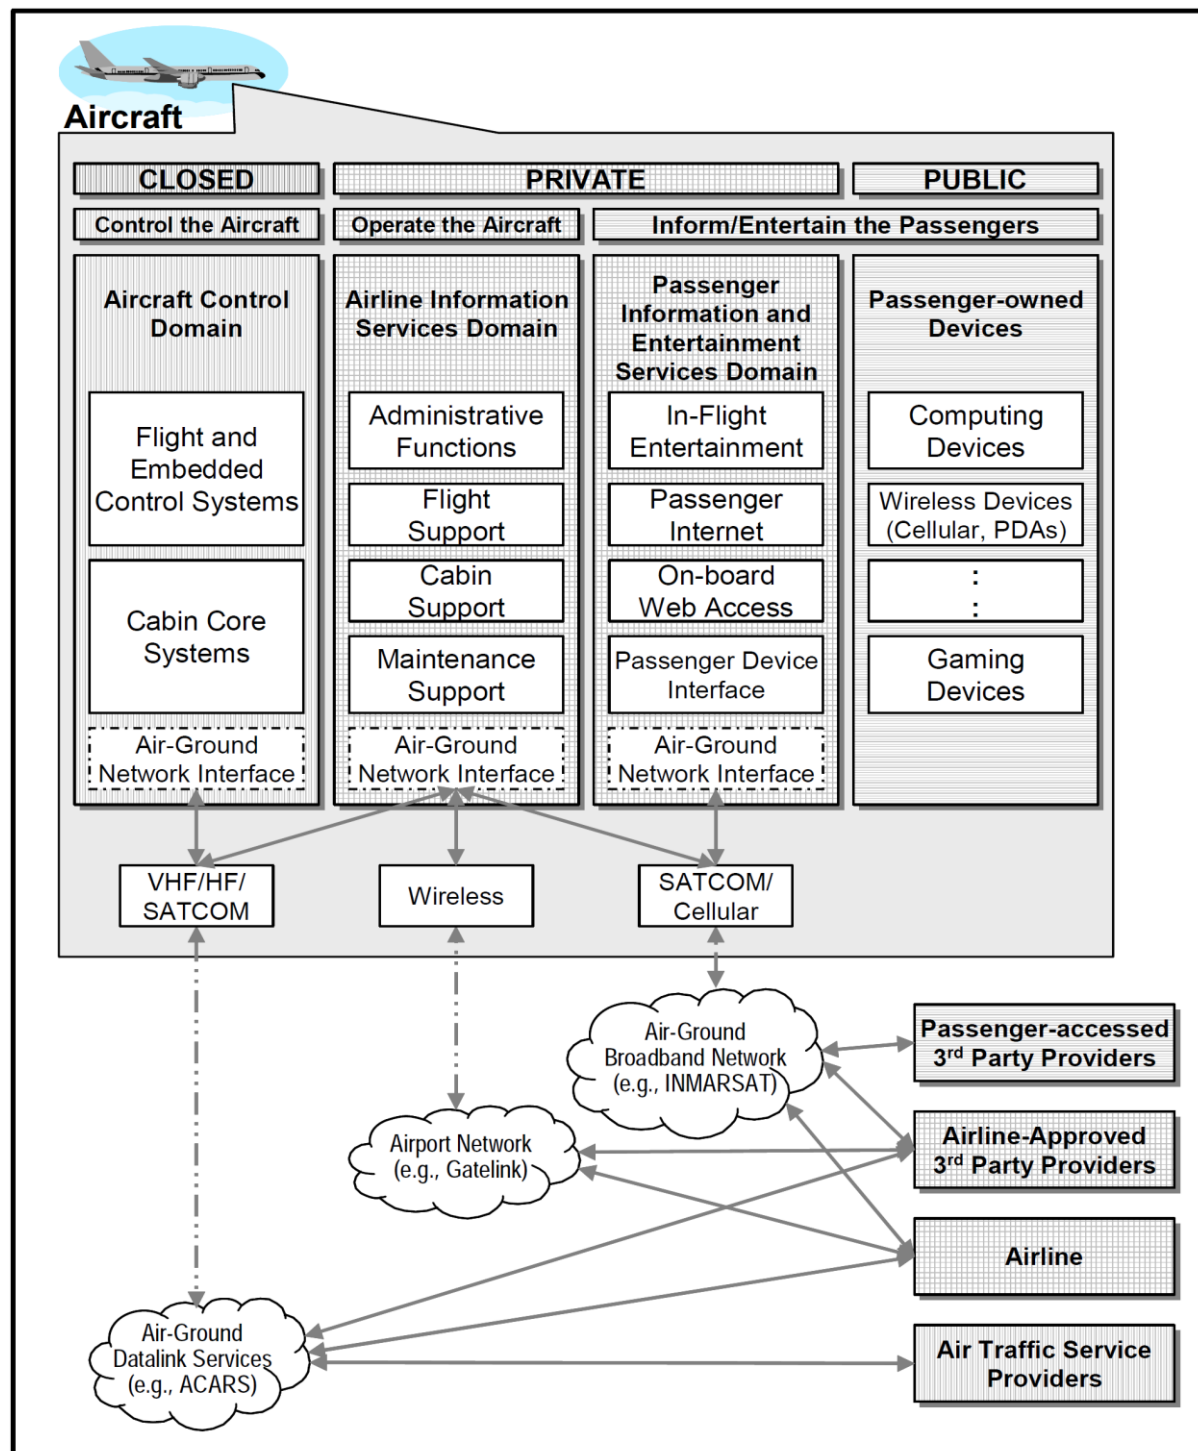 Aircraft
CLOSED
PRIVATE
PUBLIC
Control the Aircraft
Operate the Aircraft
Inform/Entertain the Passengers
Aircraft Control
Domain
Flight and
Embedded
Control Systems
Cabin Core
Systems
Air-Ground
Network Interface
Airline Information
Services Domain
Administrative
Functions
Flight
Support
Cabin
Support
Maintenance
Support
Air-Ground
Network Interface
Passenger
Information and
Entertainment
Services Domain
In-Flight
Entertainment
Passenger
Internet
On-board
Web Access
Passenger Device
Interface
Air-Ground
Network Interface
Passenger-owned
Devices
Computing
Devices
Wireless Devices
(Cellular, PDAs)
:
:
Gaming
Devices
VHF/HF/
SATCOM
Wireless
SATCOM/
Cellular
Air-Ground
Broadband Network
(e.g., INMARSAT)
Airport Network
(e.g., Gatelink)
Air-Ground
Datalink Services
(e.g., ACARS)
Passenger-accessed
3rd Party Providers
Airline-Approved
3rd Party Providers
Airline
Air Traffic Service
Providers